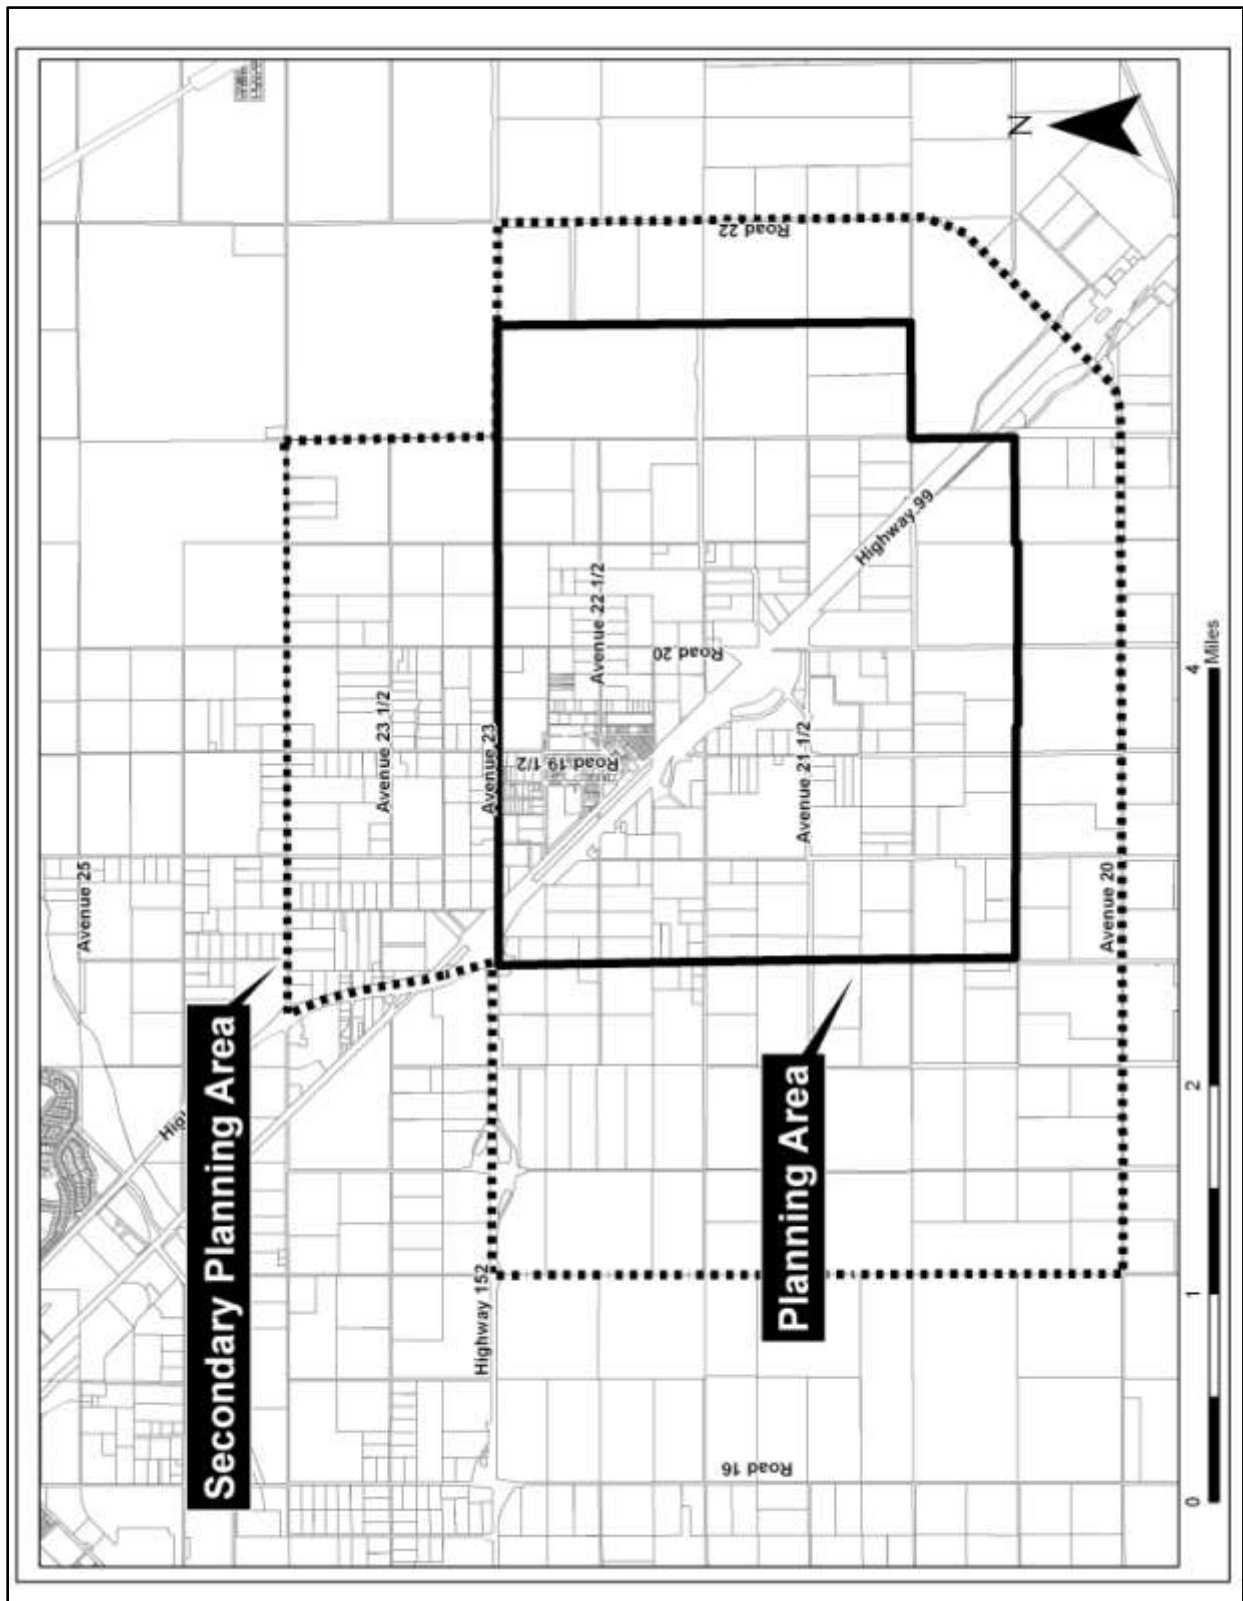 Avenue 25
Secondary Planning Area
Avenue 23 1/2
Highway 152
Avenue 23
Road 19 1/2
Avenue 22 1/2
Road 20
Road 22
N
Highway 99
Avenue 21 1/2
Planning Area
Road 16
Avenue 20
0
1
2
4
Miles